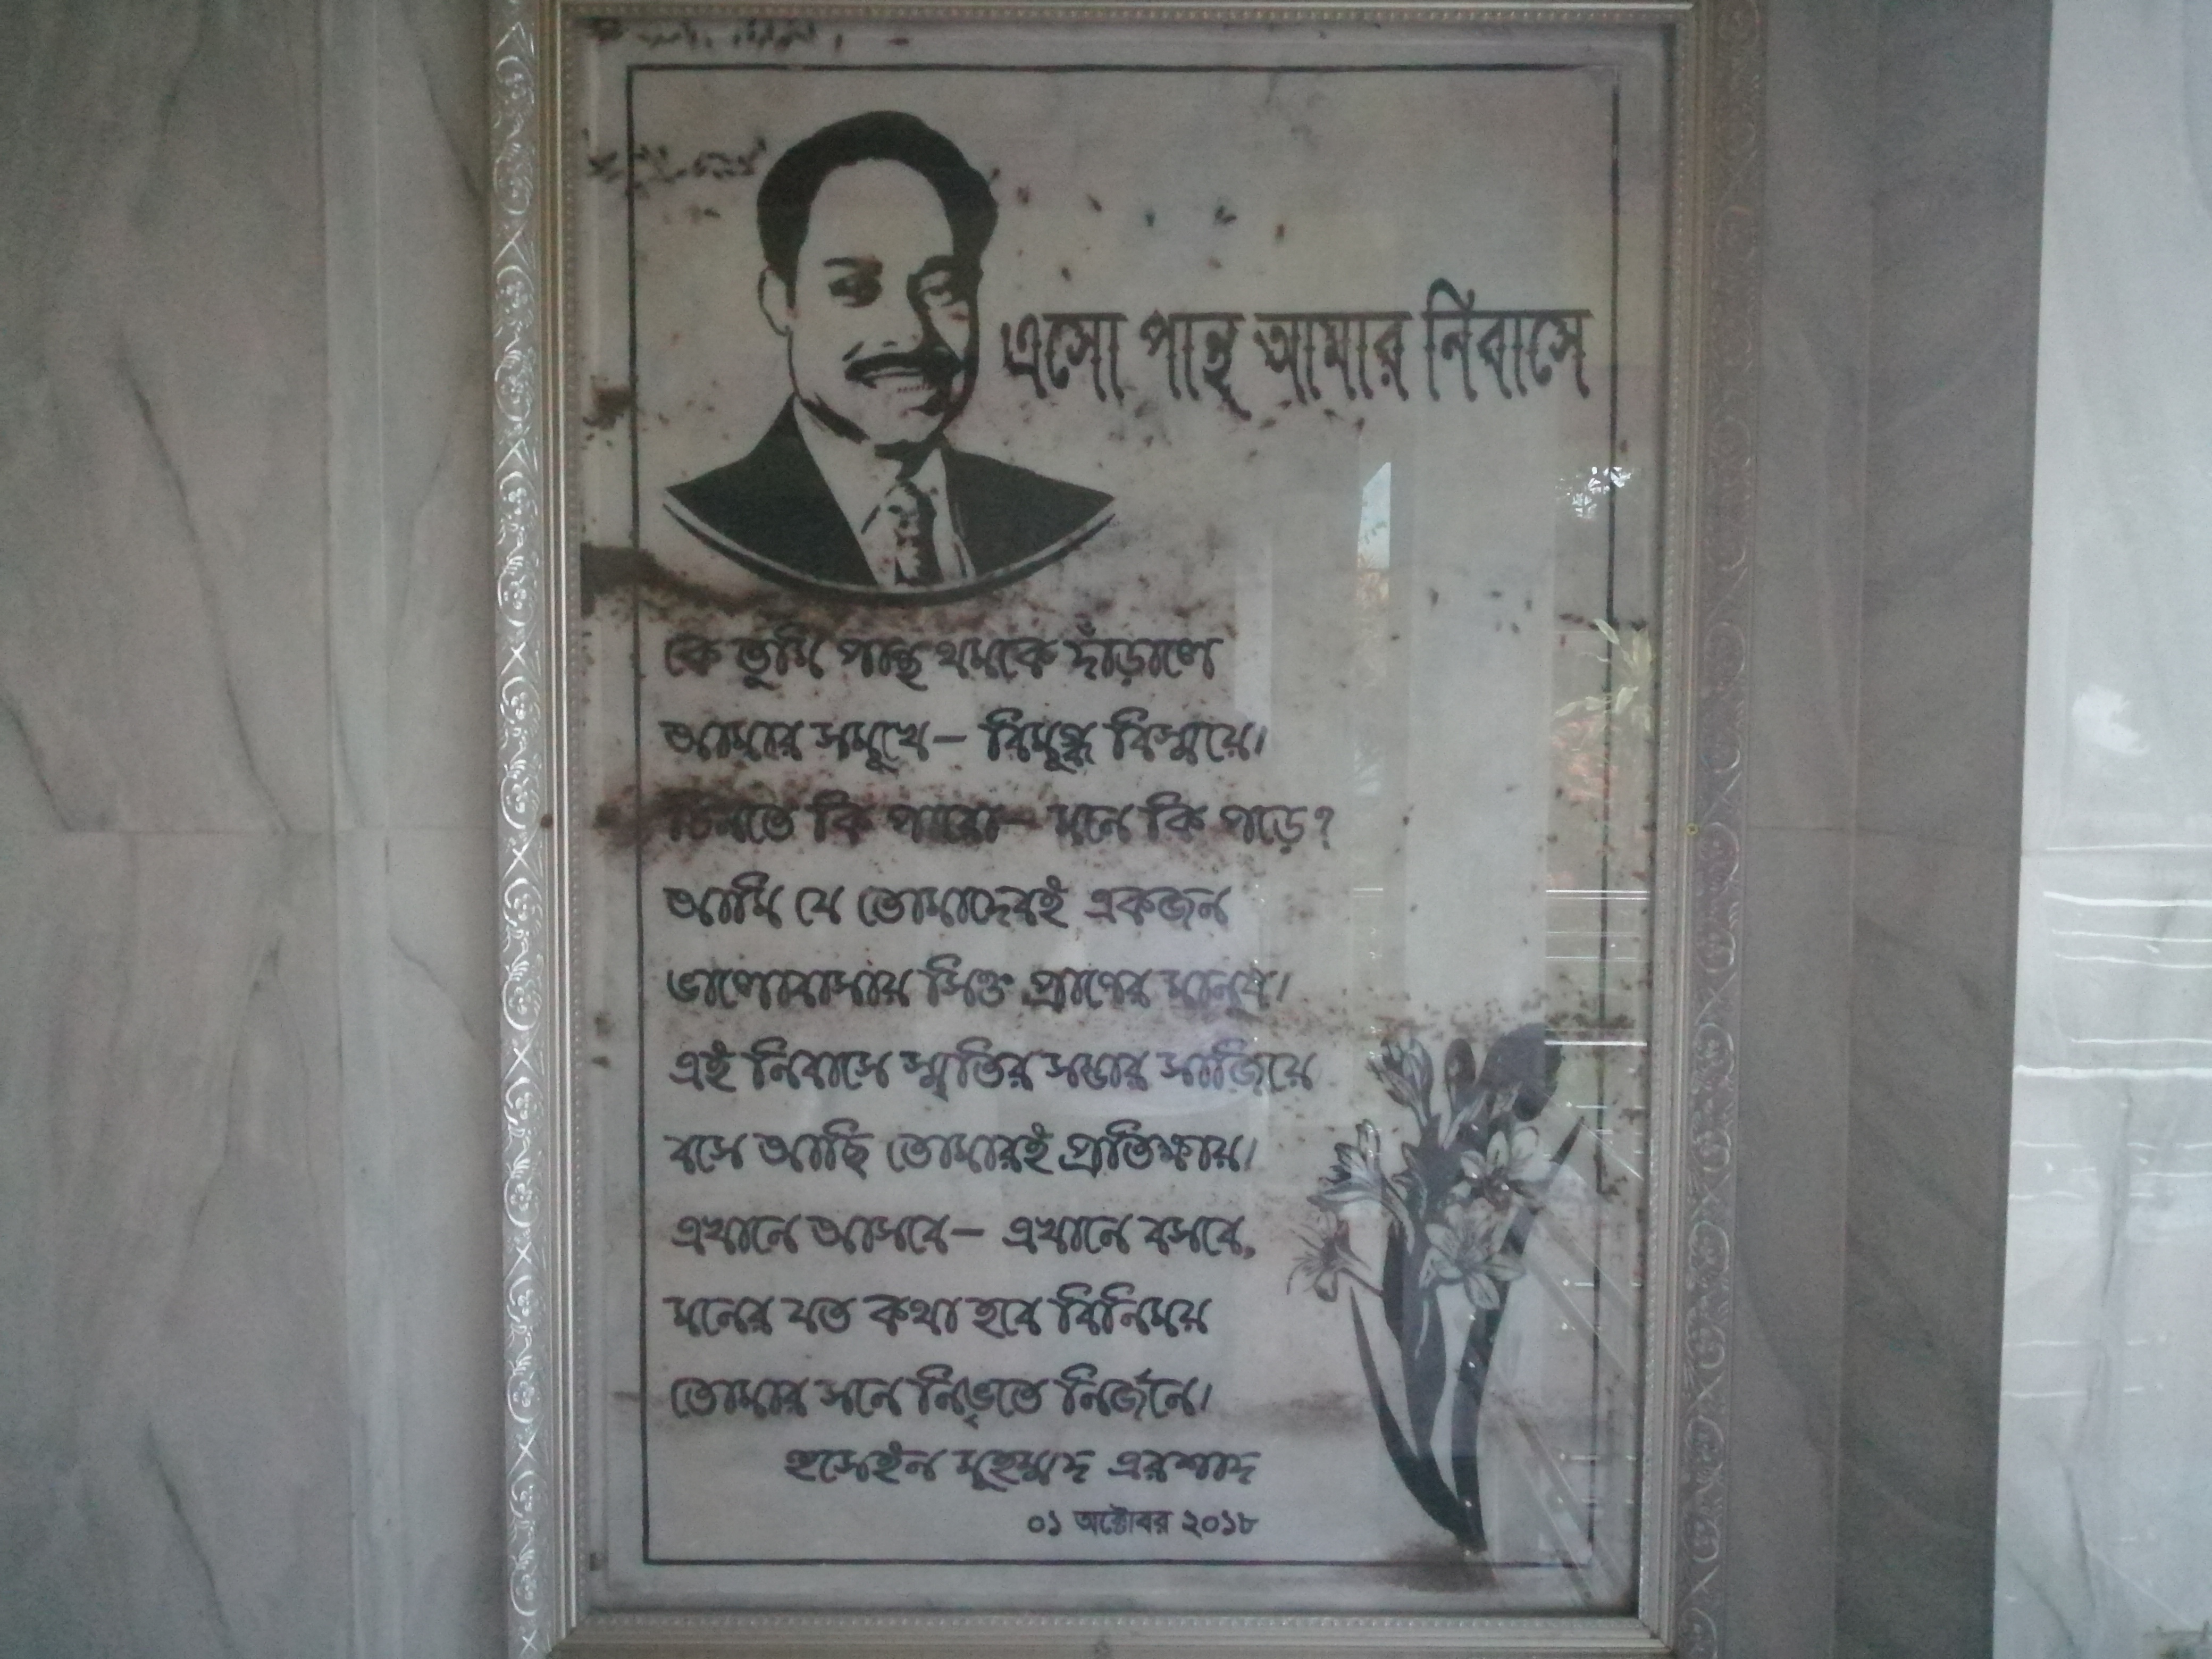 এসো পান্থ আমার নিবাসে
কে তুমি পান্থ থমকে দাঁড়ালে
আমার সমুখে– বিমুগ্ধ বিস্ময়ে।
চিনতে কি পারো– মনে কি পড়ে?
আমি যে তোমাদেরই একজন
ভালোবাসায় সিক্ত প্রাণের মানুষ।
এই নিবাসে স্মৃতির সম্ভার সাজিয়ে
বসে আছি তোমারই প্রতিক্ষায়।
এখানে আসবে– এখানে বসবে,
মনের যত কথা হবে বিনিময়
তোমার সনে নিভৃতে নির্জনে।
হুসেইন মুহম্মদ এরশাদ
০১ অক্টোবর ২০১৮